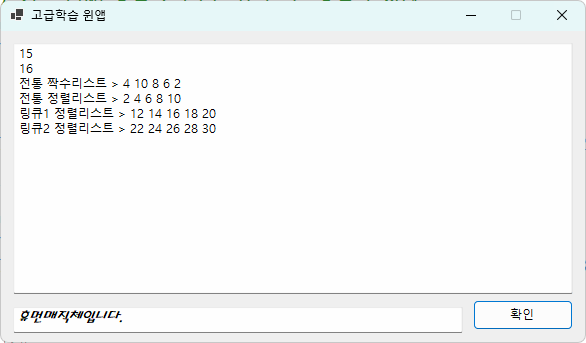 고급학습 윈앱
15
16
전통 짝수리스트 > 4 10 8 6 2
전통 정렬리스트 > 2 4 6 8 10
링큐1 정렬리스트 > 12 14 16 18 20
링큐2 정렬리스트 > 22 24 26 28 30
휴먼매직체입니다.
확인